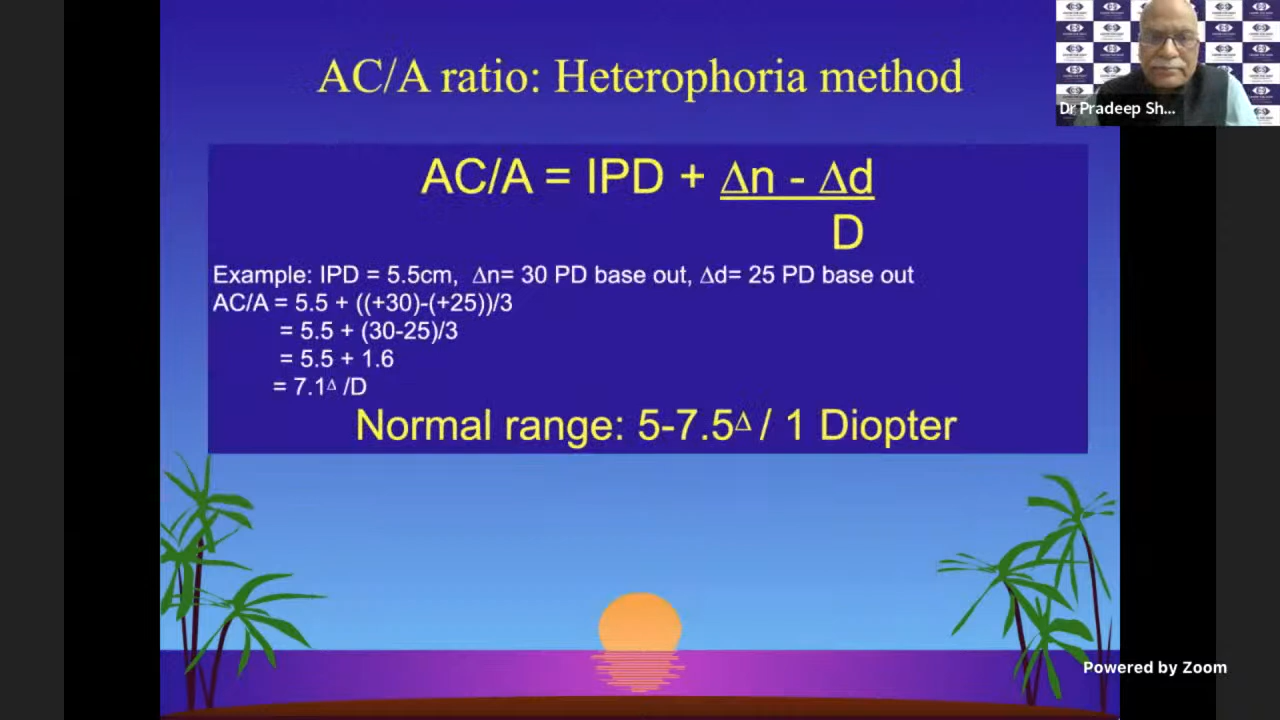 AC/A ratio: Heterophoria method
Dr Pradeep Sh...
AC/A = IPD + Δn - Δd
D
Example: IPD = 5.5cm, Δn= 30 PD base out, Δd= 25 PD base out
AC/A = 5.5 + ((+30)-(+25))/3
= 5.5 + (30-25)/3
= 5.5 + 1.6
= 7.1Δ /D
Normal range: 5-7.5Δ / 1 Diopter
Powered by Zoom